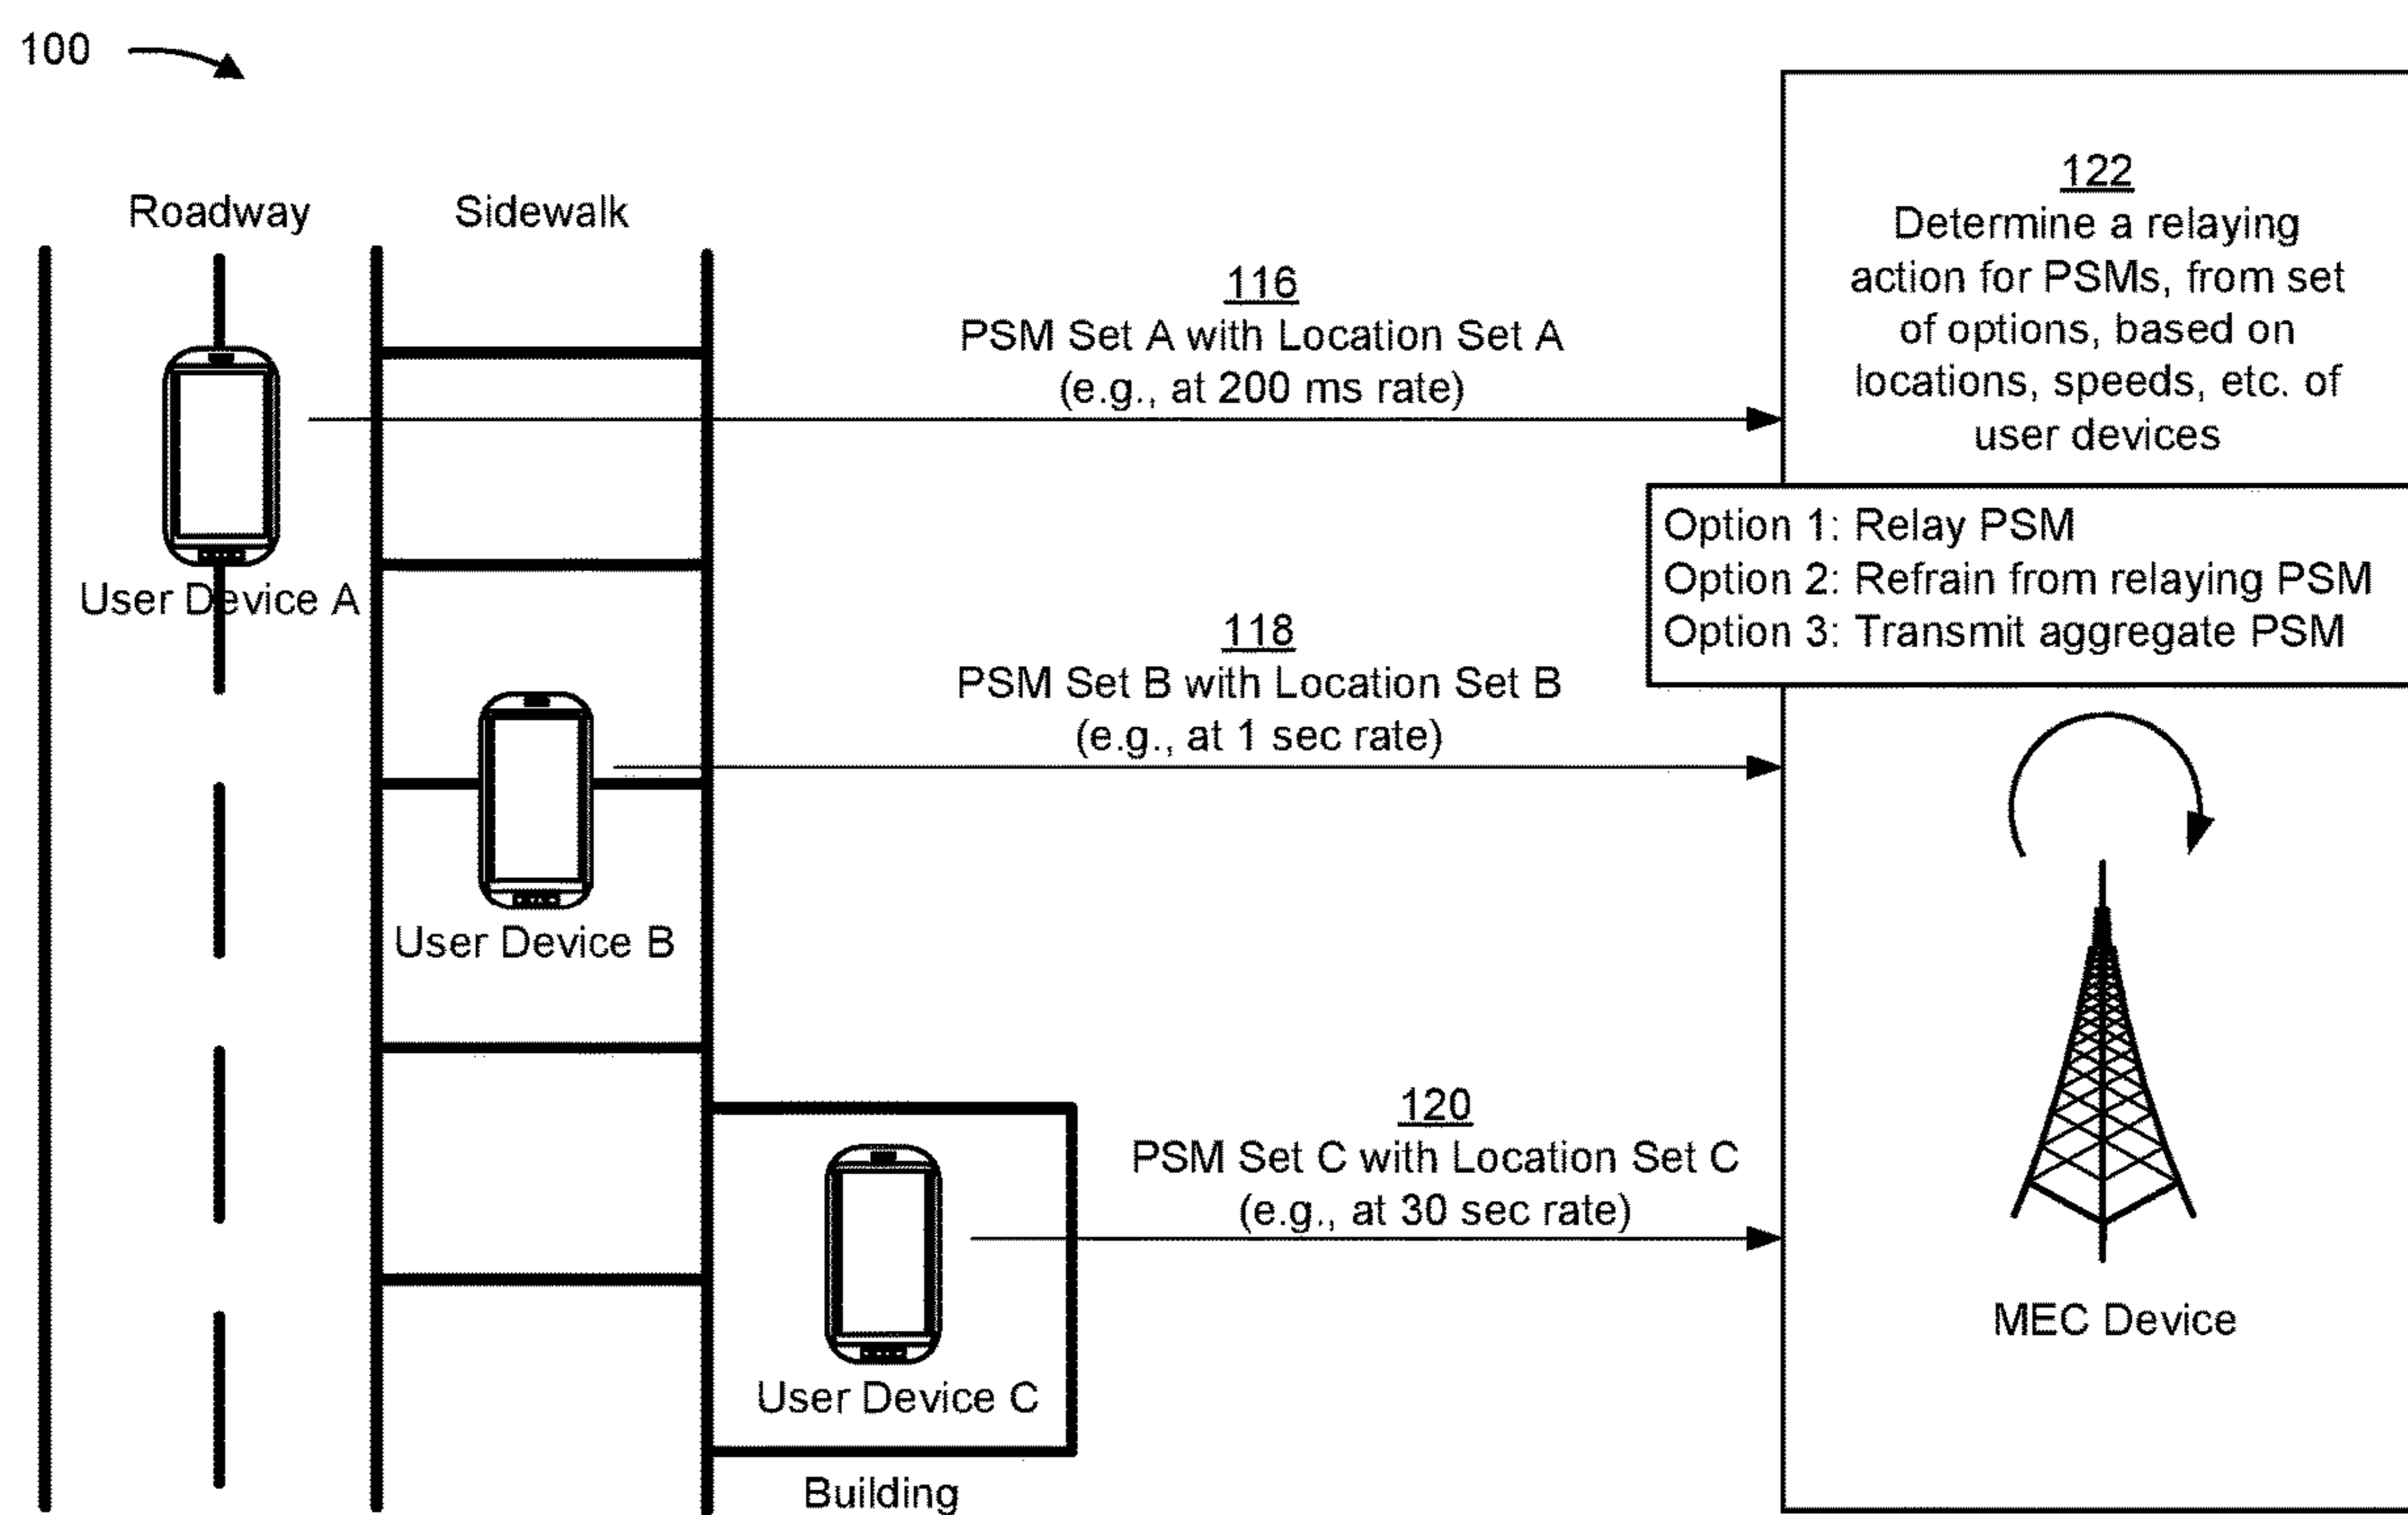 100
Roadway
Sidewalk
User Device A
User Device B
User Device C
Building
116
PSM Set A with Location Set A
(e.g., at 200 ms rate)
118
PSM Set B with Location Set B
(e.g., at 1 sec rate)
120
PSM Set C with Location Set C
(e.g., at 30 sec rate)
122
Determine a relaying
action for PSMs, from set
of options, based on
locations, speeds, etc. of
user devices
Option 1: Relay PSM
Option 2: Refrain from relaying PSM
Option 3: Transmit aggregate PSM
MEC Device